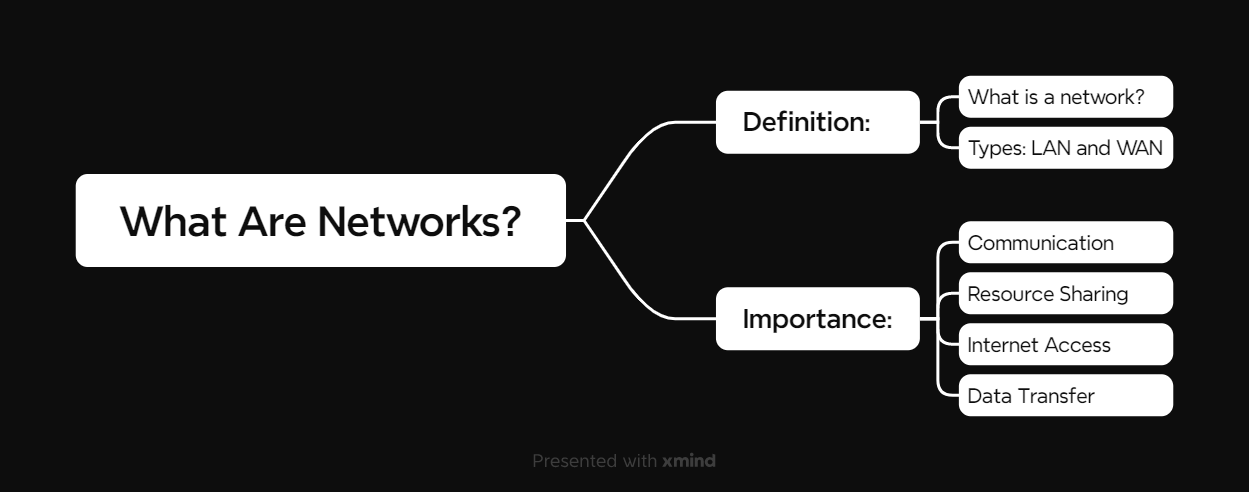 What Are Networks?
Definition:
What is a network?
Types: LAN and WAN
Importance:
Communication
Resource Sharing
Internet Access
Data Transfer
Presented with xmind